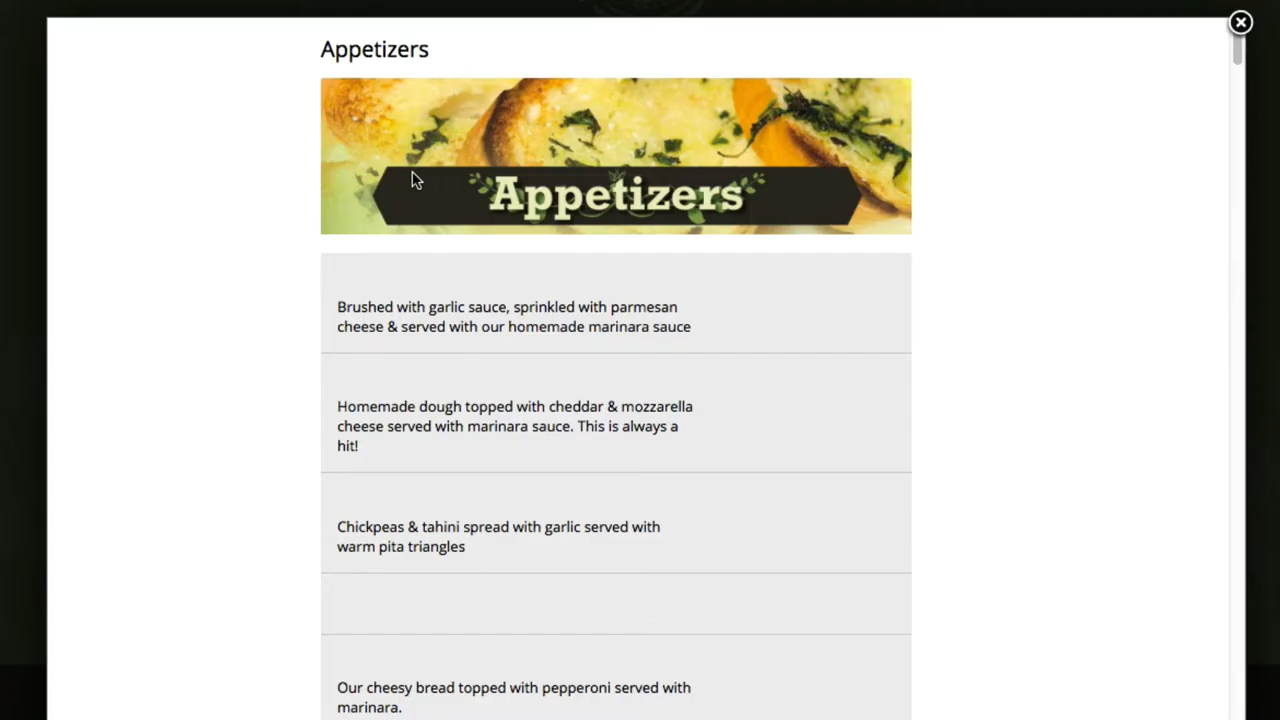 Appetizers
Appetizers
Brushed with garlic sauce, sprinkled with parmesan
cheese & served with our homemade marinara sauce
Homemade dough topped with cheddar & mozzarella
cheese served with marinara sauce. This is always a
hit!
Chickpeas & tahini spread with garlic served with
warm pita triangles
Our cheesy bread topped with pepperoni served with
marinara.